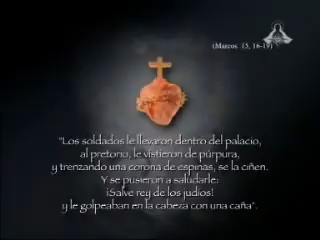 (Marcos 15, 16-19)
"Los soldados le llevaron dentro del palacio,
al pretorio, le vistieron de púrpura,
y trenzando una corona de espinas, se la ciñen.
Y se pusieron a saludarle:
¡Salve rey de los judíos!
y le golpeaban en la cabeza con una caña".